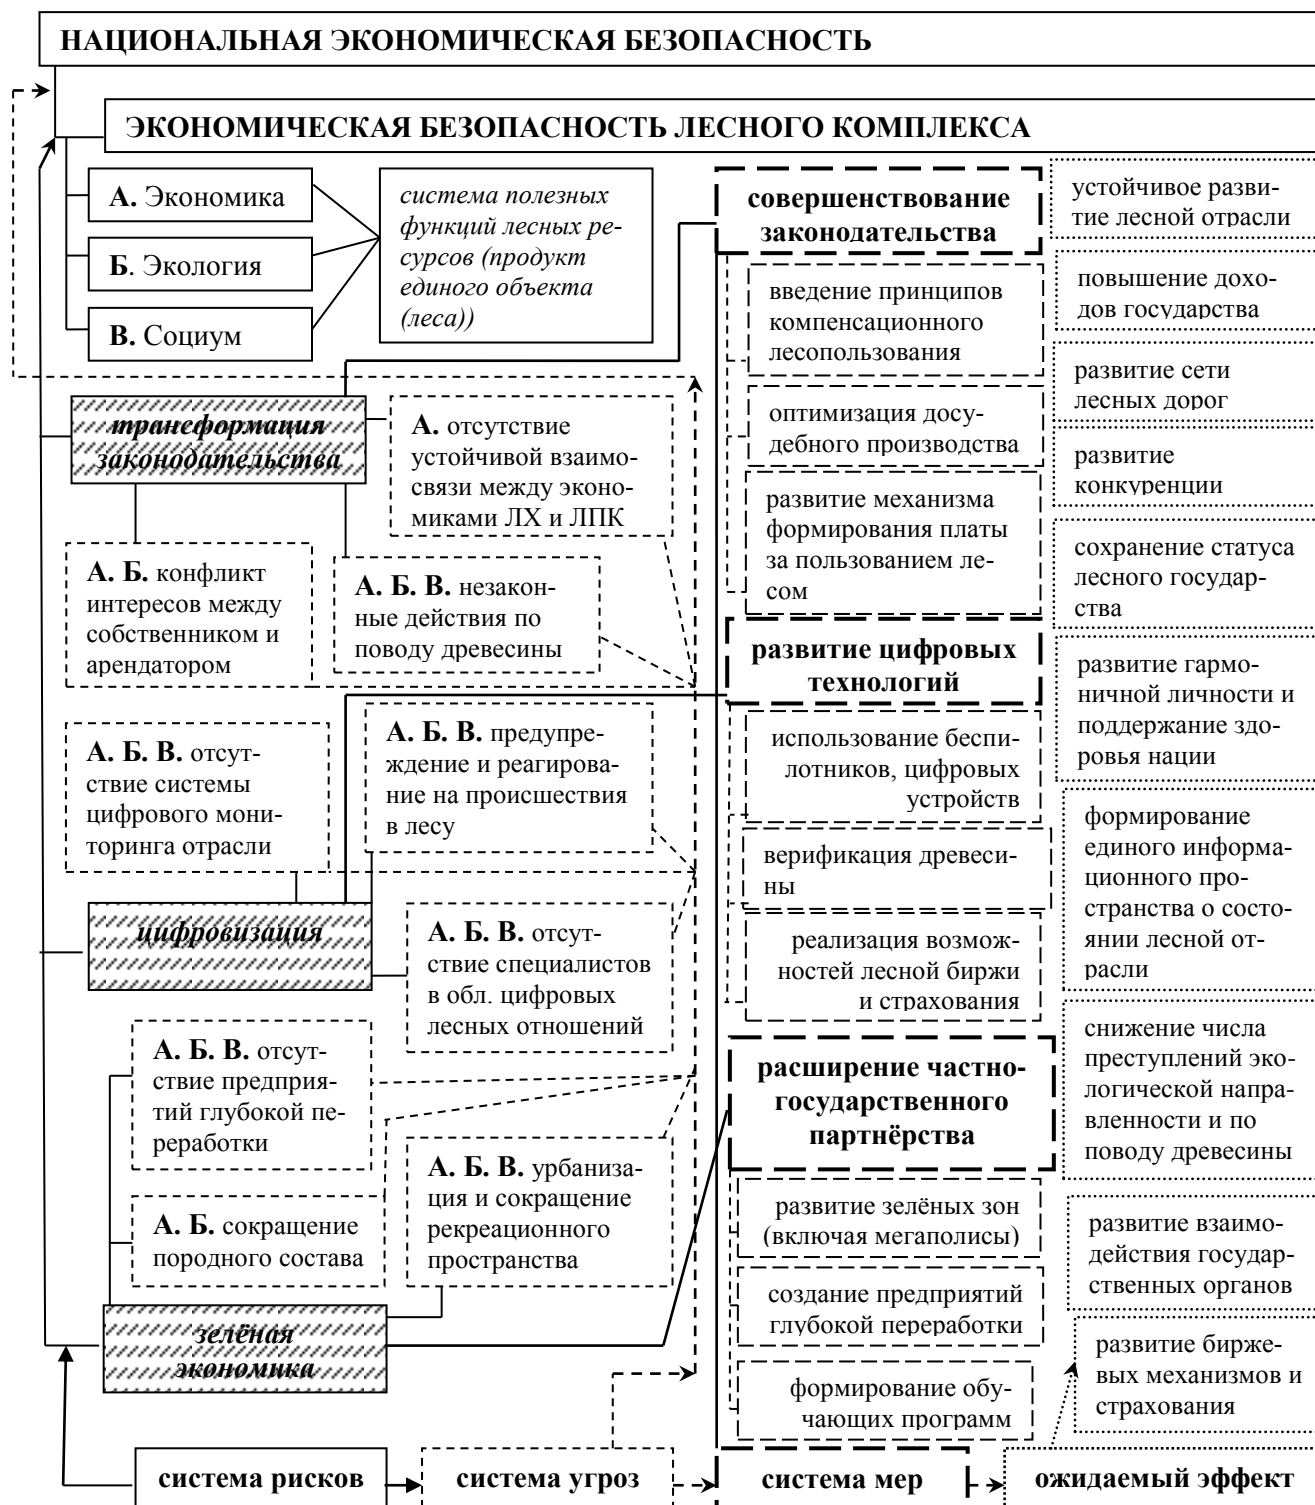 НАЦИОНАЛЬНАЯ ЭКОНОМИЧЕСКАЯ БЕЗОПАСНОСТЬ
ЭКОНОМИЧЕСКАЯ БЕЗОПАСНОСТЬ ЛЕСНОГО КОМПЛЕКСА
А. Экономика
Б. Экология
В. Социум
система полезных
функций лесных ре-
сурсов (продукт
единого объекта
(леса))
трансформация
законодательства
А. отсутствие
устойчивой взаимо-
связи между эконо-
миками ЛХ и ЛПК
А. Б. конфликт
интересов между
собственником и
арендатором
А. Б. В. незакон-
ные действия по
поводу древесины
А. Б. В. отсут-
ствие системы
цифрового мони-
торинга отрасли
А. Б. В. предупре-
ждение и реагирова-
ние на происшествия
в лесу
цифровизация
А. Б. В. отсут-
ствие специалистов
в обл. цифровых
лесных отношений
А. Б. В. отсут-
ствие предприя-
тий глубокой пе-
реработки
А. Б. сокращение
породного состава
А. Б. В. урбаниза-
ция и сокращение
рекреационного
пространства
зелёная
экономика
совершенствование
законодательства
введение принципов
компенсационного
лесопользования
оптимизация досу-
дебного производства
развитие механизма
формирования платы
за пользованием ле-
сом
развитие цифровых
технологий
использование беспи-
лотников, цифровых
устройств
верификация древеси-
ны
реализация возмож-
ностей лесной биржи
и страхования
расширение частно-
государственного
партнёрства
развитие зелёных зон
(включая мегаполисы)
создание предприятий
глубокой переработки
формирование обу-
чающих программ
устойчивое разви-
тие лесной отрасли
повышение дохо-
дов государства
развитие сети
лесных дорог
развитие
конкуренции
сохранение статуса
лесного государ-
ства
развитие гармо-
ничной личности и
поддержание здо-
ровья нации
формирование
единого информа-
ционного про-
странства о состо-
янии лесной от-
расли
снижение числа
преступлений эко-
логической напра-
вленности и по
поводу древесины
развитие взаимо-
действия государ-
ственных органов
развитие бирже-
вых механизмов и
страхования
система рисков
система угроз
система мер
ожидаемый эффект